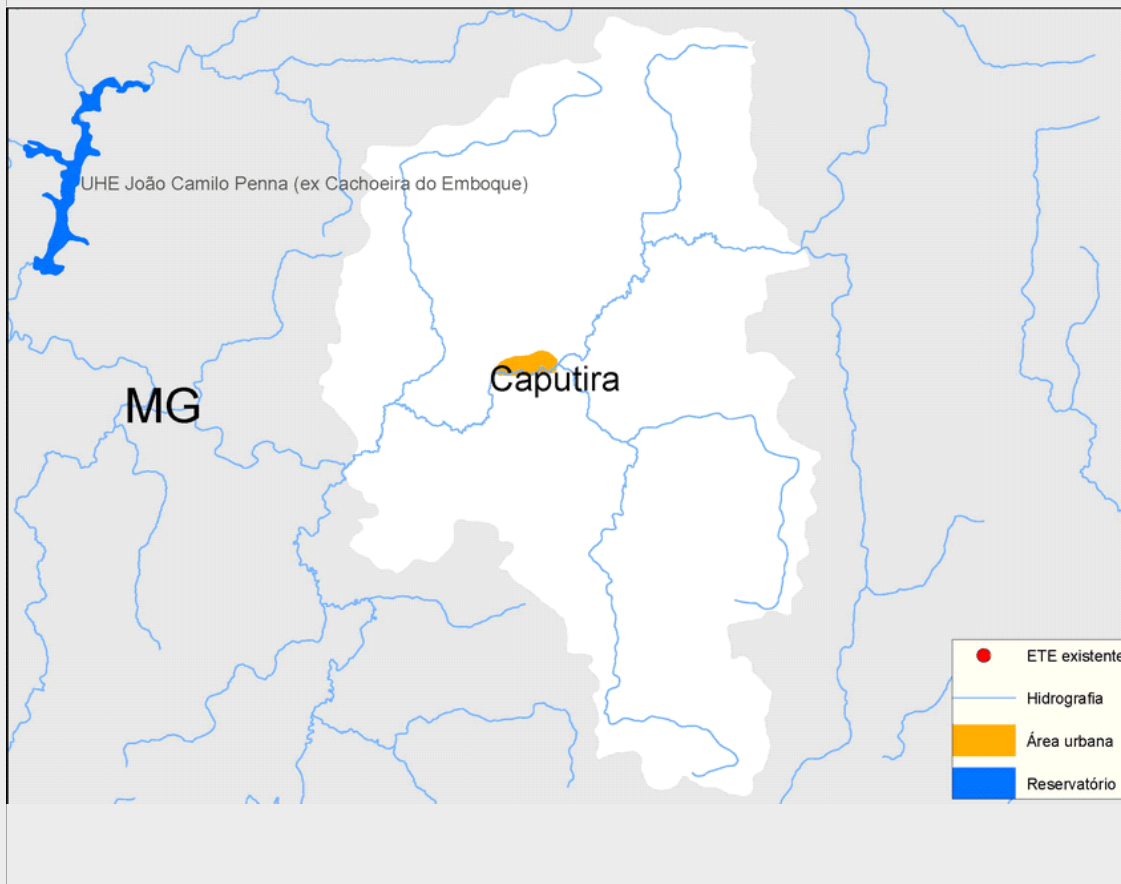 UHE João Camilo Penna (ex Cachoeira do Emboque)
Caputira
MG
ETE existente
Hidrografia
Área urbana
Reservatório